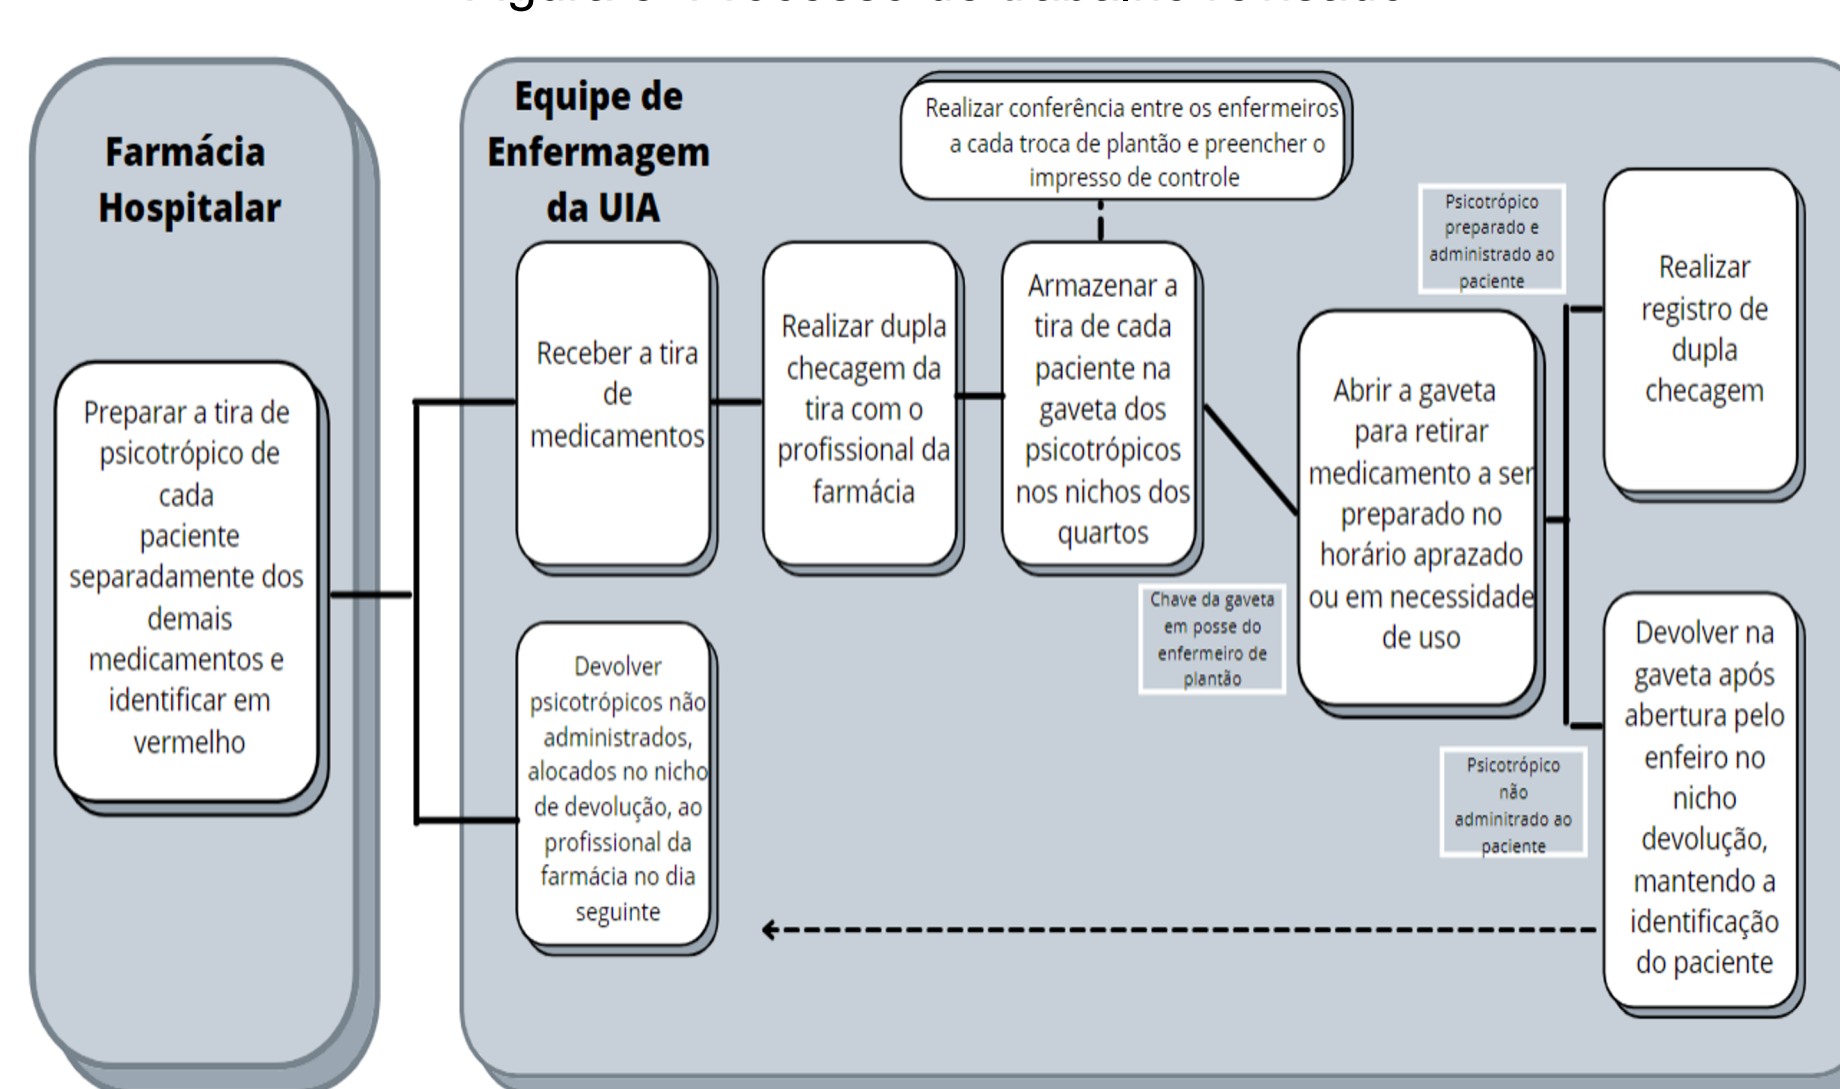 Farmácia
Hospitalar
Preparar a tira de
psicotrópico de
cada
paciente
separadamente dos
demais
medicamentos e
identificar em
vermelho
Equipe de
Enfermagem
da UIA
Realizar conferência entre os enfermeiros
a cada troca de plantão e preencher o
impresso de controle
Receber a tira
de
medicamentos
Realizar dupla
checagem da
tira com o
profissional da
farmácia
Armazenar a
tira de cada
paciente na
gaveta dos
psicotrópicos
nos nichos dos
quartos
Chave da gaveta
em posse do
enfermeiro de
plantão
Abrir a gaveta
para retirar
medicamento a ser
preparado no
horário aprazado
ou em necessidade
de uso
Psicotrópico
preparado e
administrado ao
paciente
Realizar
registro de
dupla
checagem
Psicotrópico
não
adminitrado ao
paciente
Devolver na
gaveta após
abertura pelo
enfeiro no
nicho
devolução,
mantendo a
identificação
do paciente
Devolver
psicotrópicos não
administrados,
alocados no nicho
de devolução, ao
profissional da
farmácia no dia
seguinte